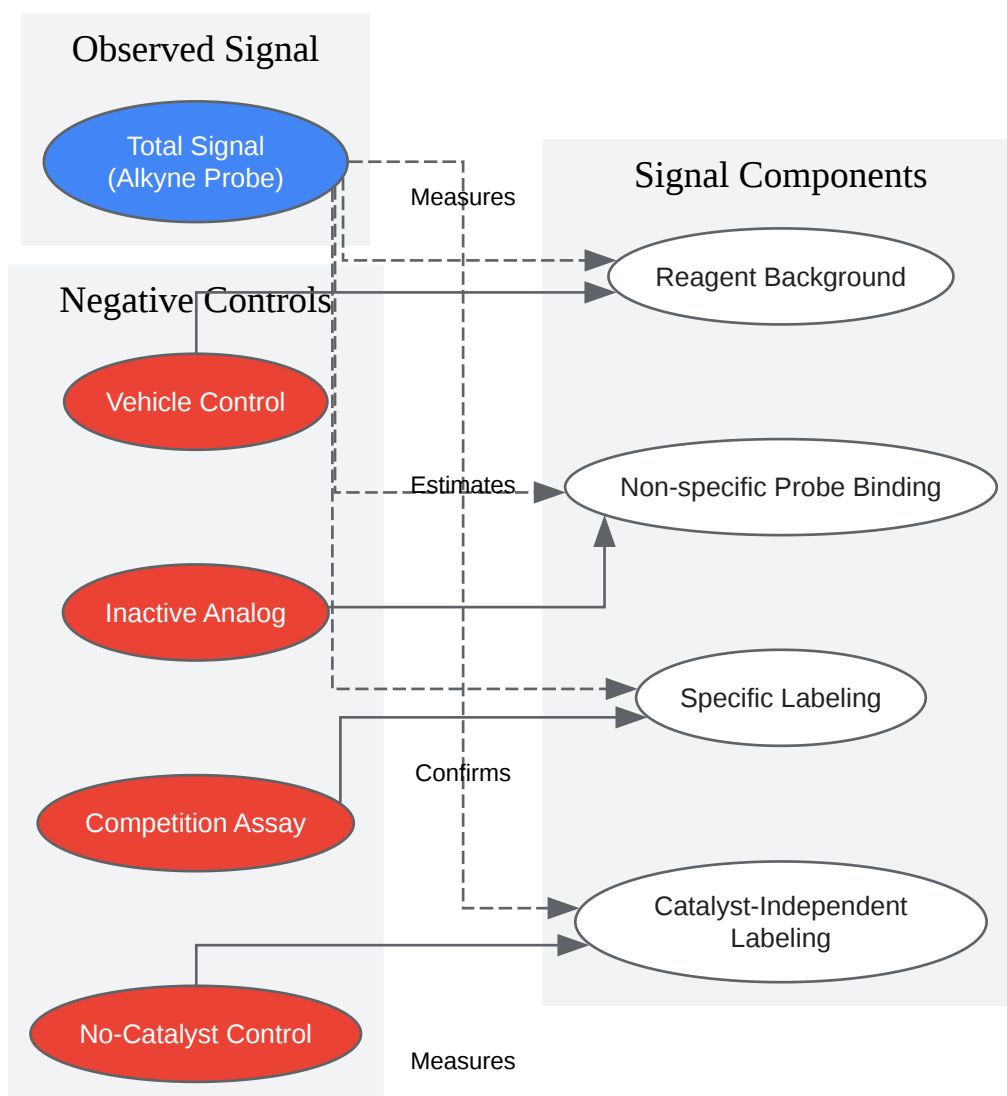 Observed Signal
Total Signal
(Alkyne Probe)
Measures
Signal Components
Reagent Background
Negative Controls
Vehicle Control
Estimates
Non-specific Probe Binding
Inactive Analog
Specific Labeling
Confirms
Competition Assay
Catalyst-Independent
Labeling
No-Catalyst Control
Measures